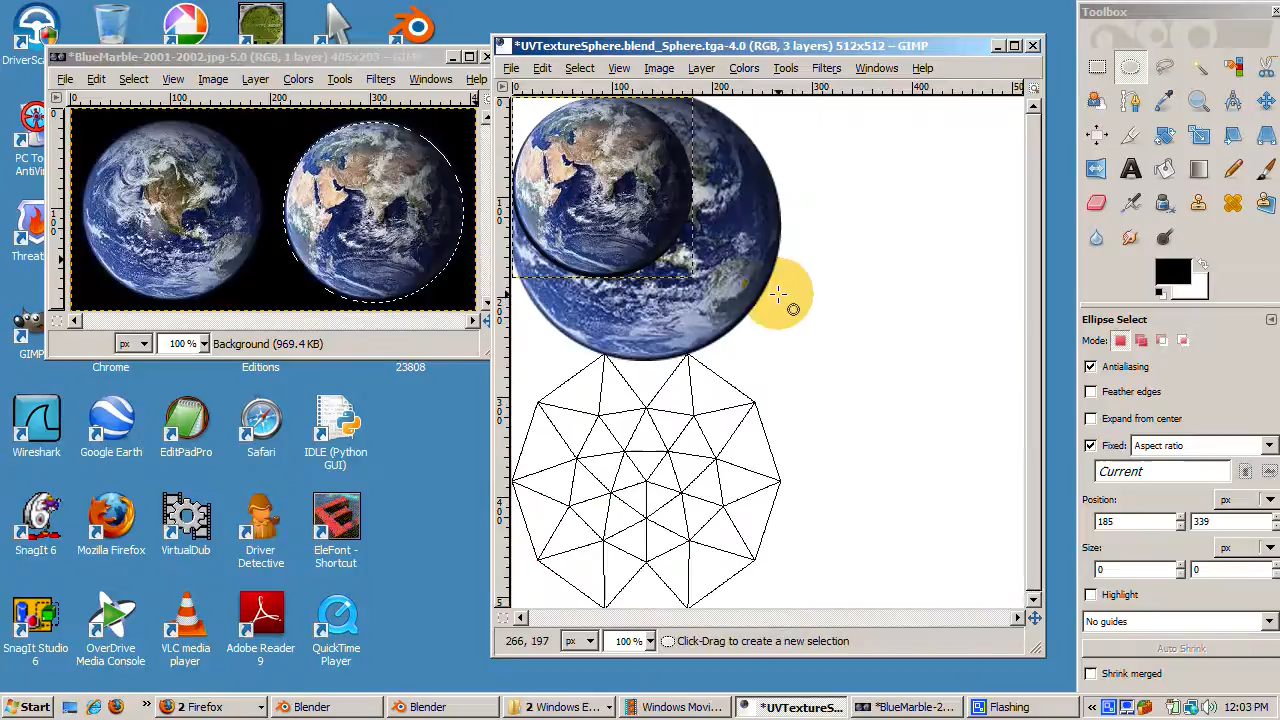 DriverSc
PC To
AntiVi
Threat
GIMP
*BlueMarble-2001-2002.jpg-5.0 (RGB, 1 layer) 405x203 – GIMP
File Edit Select View Image Layer Colors Tools Filters Windows Help
0 100 200 300
px 100 % Background (969.4 KB)
Chrome Editions 23808
Wireshark Google Earth EditPadPro Safari IDLE (Python
GUI)
SnagIt 6 Mozilla Firefox VirtualDub Driver
Detective EleFont -
Shortcut
SnagIt Studio
6 OverDrive
Media Console VLC media
player Adobe Reader
9 QuickTime
Player
*UVTextureSphere.blend_Sphere.tga-4.0 (RGB, 3 layers) 512x512 – GIMP
File Edit Select View Image Layer Colors Tools Filters Windows Help
0 100 200 300 400 50
266, 197 px 100 % Click-Drag to create a new selection
Toolbox
Ellipse Select
Mode:
Antialiasing
Feather edges
Expand from center
Fixed: Aspect ratio
Current
Position: px
185 339
Size: px
0 0
Highlight
No guides
Auto Shrink
Shrink merged
Start » 2 Firefox Blender Blender 2 Windows E... Windows Movi... *UVTextureS... *BlueMarble-2... Flashing « 12:03 PM